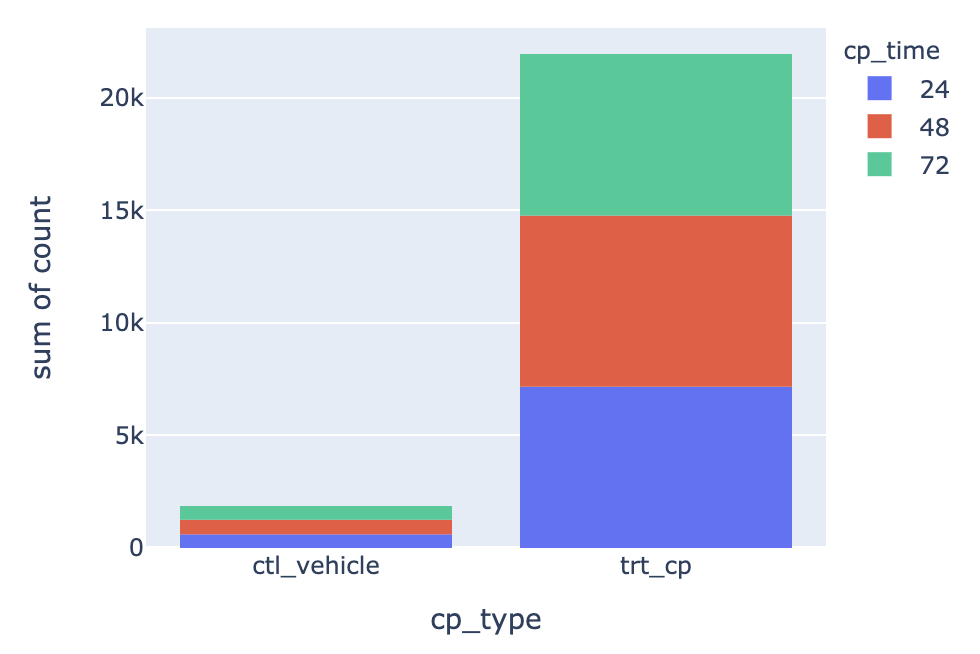 cp_time
24
48
72
20k
15k
10k
5k
0
sum of count
ctl_vehicle
trt_cp
cp_type